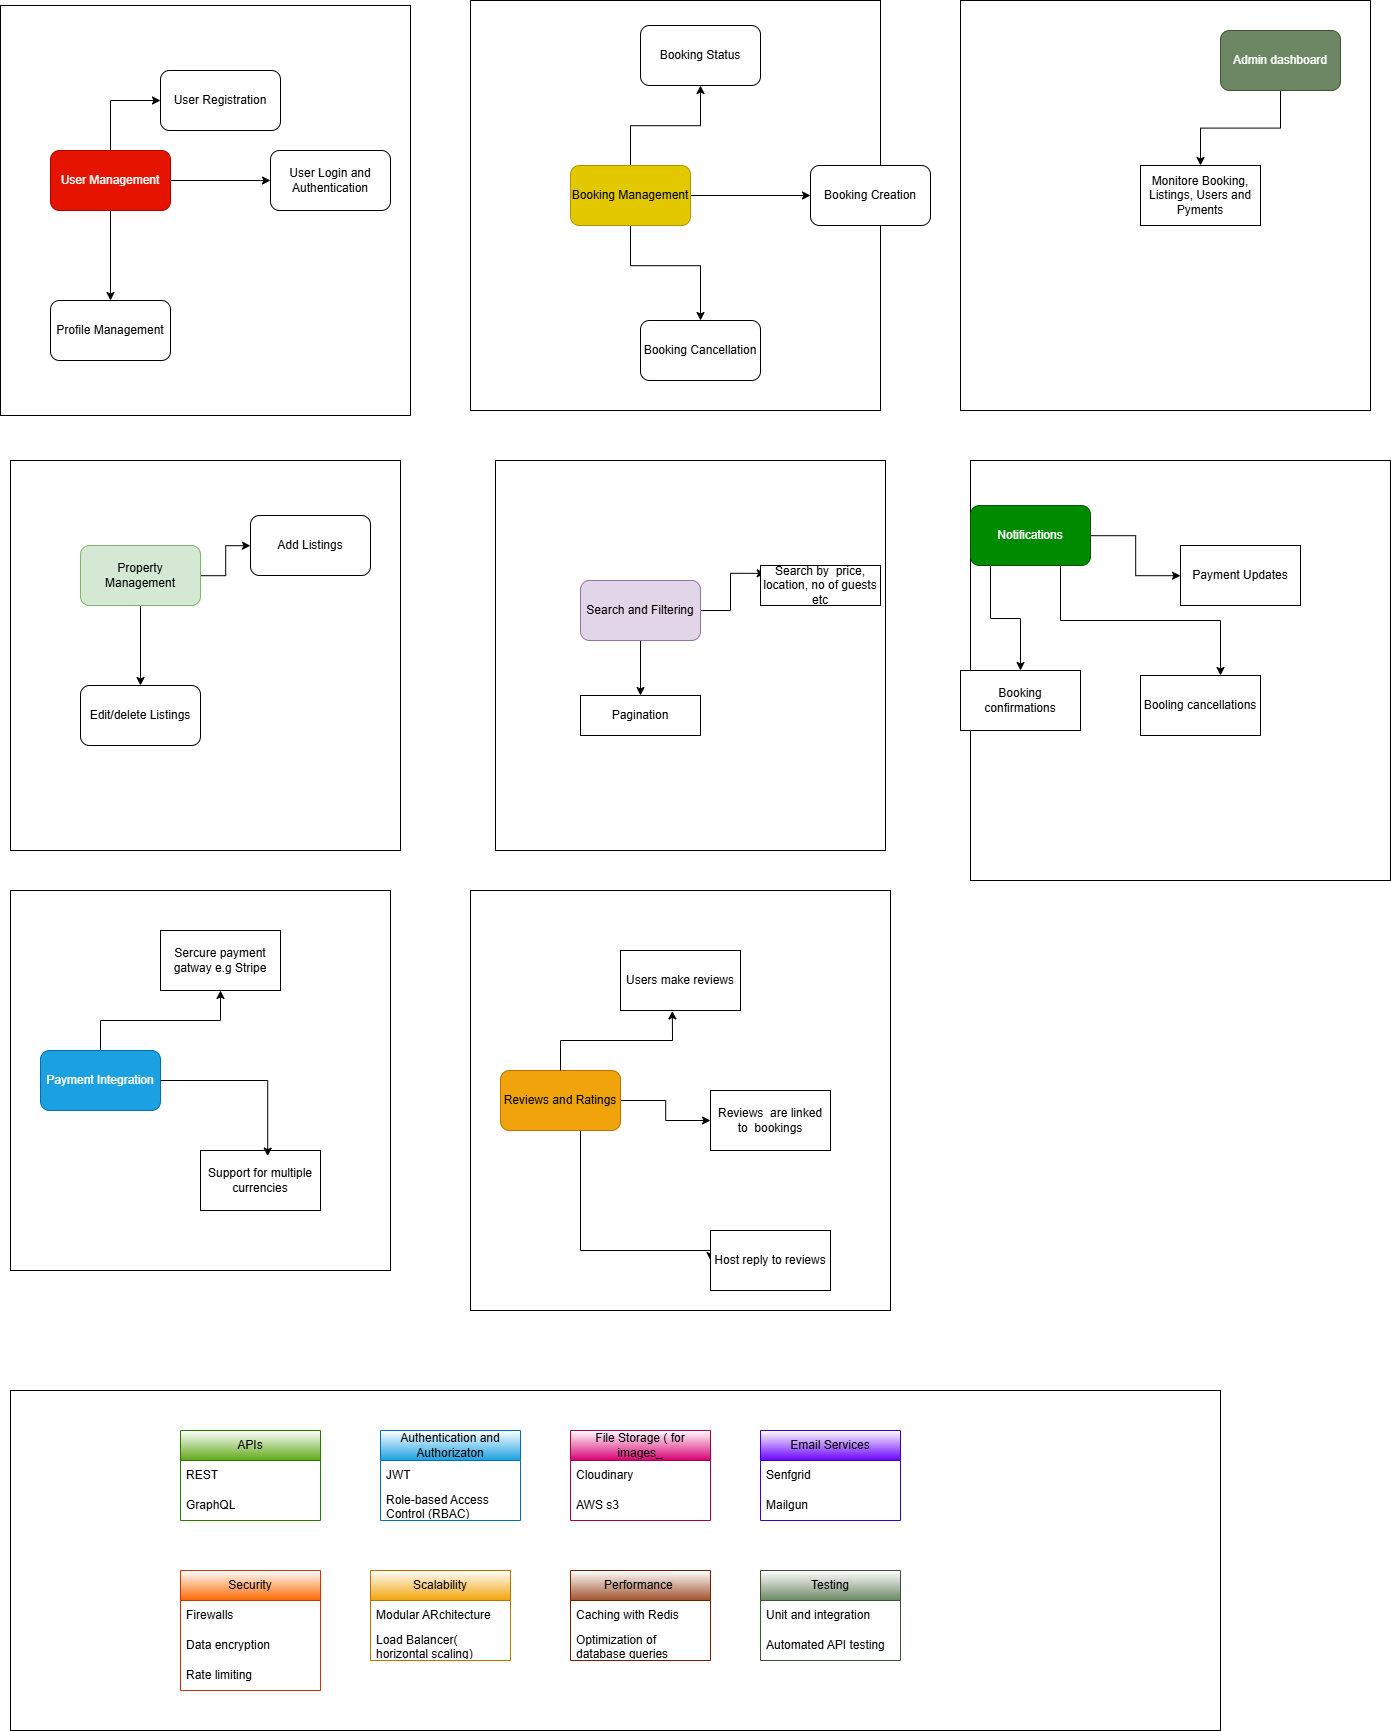 User Registration
User Management
User Login and
Authentication
Profile Management
Booking Status
Booking Management
Booking Creation
Booking Cancellation
Admin dashboard
Monitore Booking,
Listings, Users and
Pyments
Property
Management
Add Listings
Edit/delete Listings
Search and Filtering
Search by  price,
location, no of guests
etc
Pagination
Notifications
Payment Updates
Booking
confirmations
Booling cancellations
Sercure payment
gatway e.g Stripe
Payment Integration
Support for multiple
currencies
Users make reviews
Reviews and Ratings
Reviews  are linked
to  bookings
Host reply to reviews
APIs
REST
GraphQL
Authentication and
Authorizaton
JWT
Role-based Access
Control (RBAC)
File Storage ( for
images_
Cloudinary
AWS s3
Email Services
Senfgrid
Mailgun
Security
Firewalls
Data encryption
Rate limiting
Scalability
Modular ARchitecture
Load Balancer(
horizontal scaling)
Performance
Caching with Redis
Optimization of
database queries
Testing
Unit and integration
Automated API testing